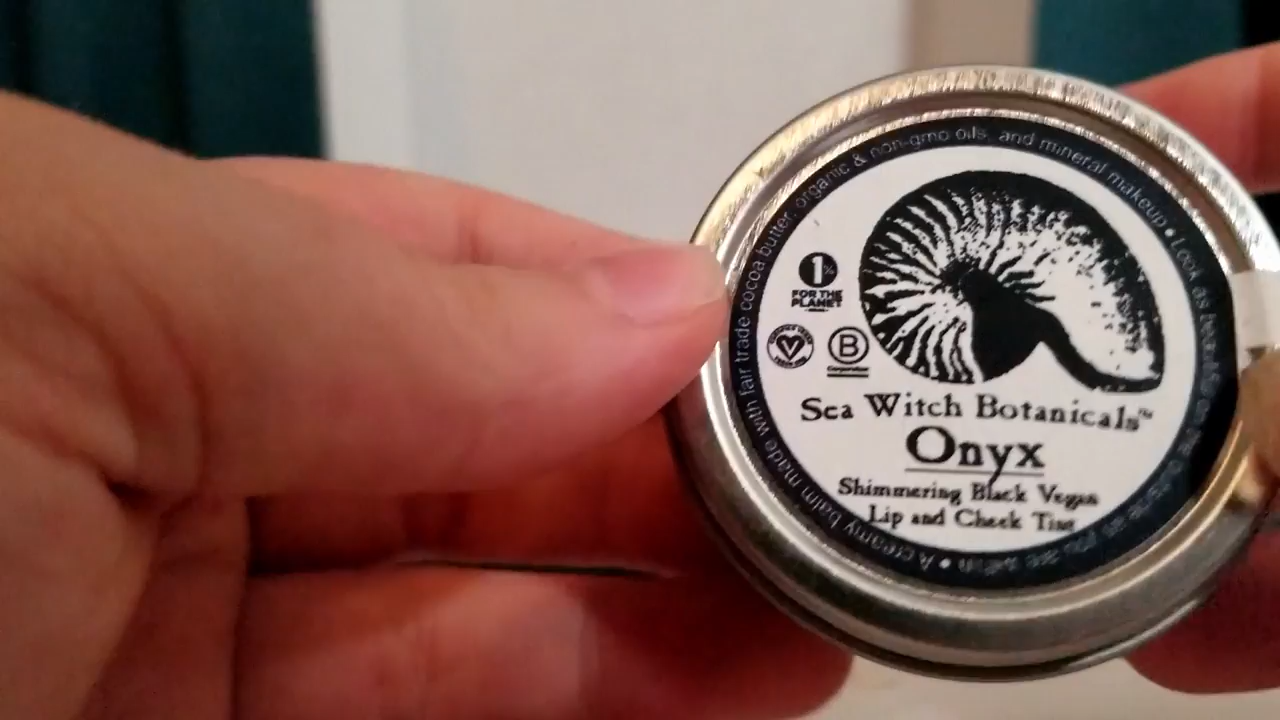 A creamy balm made with fair trade cocoa butter, organic & non-gmo oils, and mineral makeup • Look as
1%
FOR THE
PLANET
B
Corporation
Sea Witch Botanicals™
Onyx
Shimmering Black Vegan
Lip and Cheek Tint